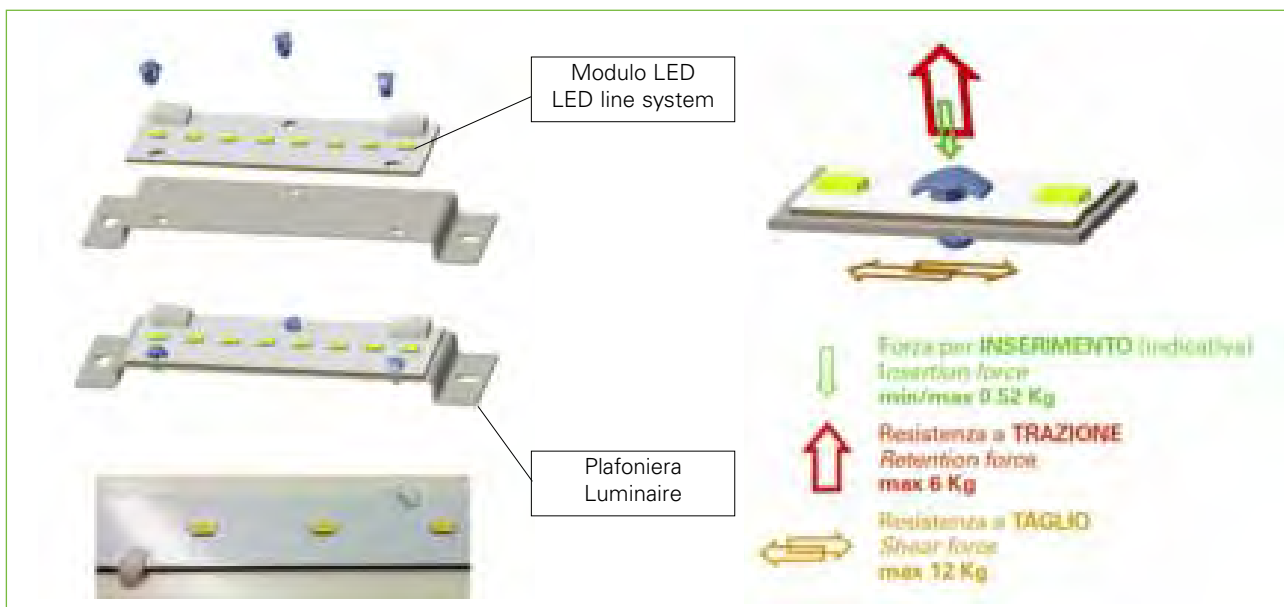 Modulo LED
LED line system
Plafoniera
Luminaire
Forza per INSERIMENTO (indicativa)
Insertion force
min/max 0.52 Kg
Resistenza a TRAZIONE
Retention force
max 6 Kg
Resistenza a TAGLIO
Shear force
max 12 Kg